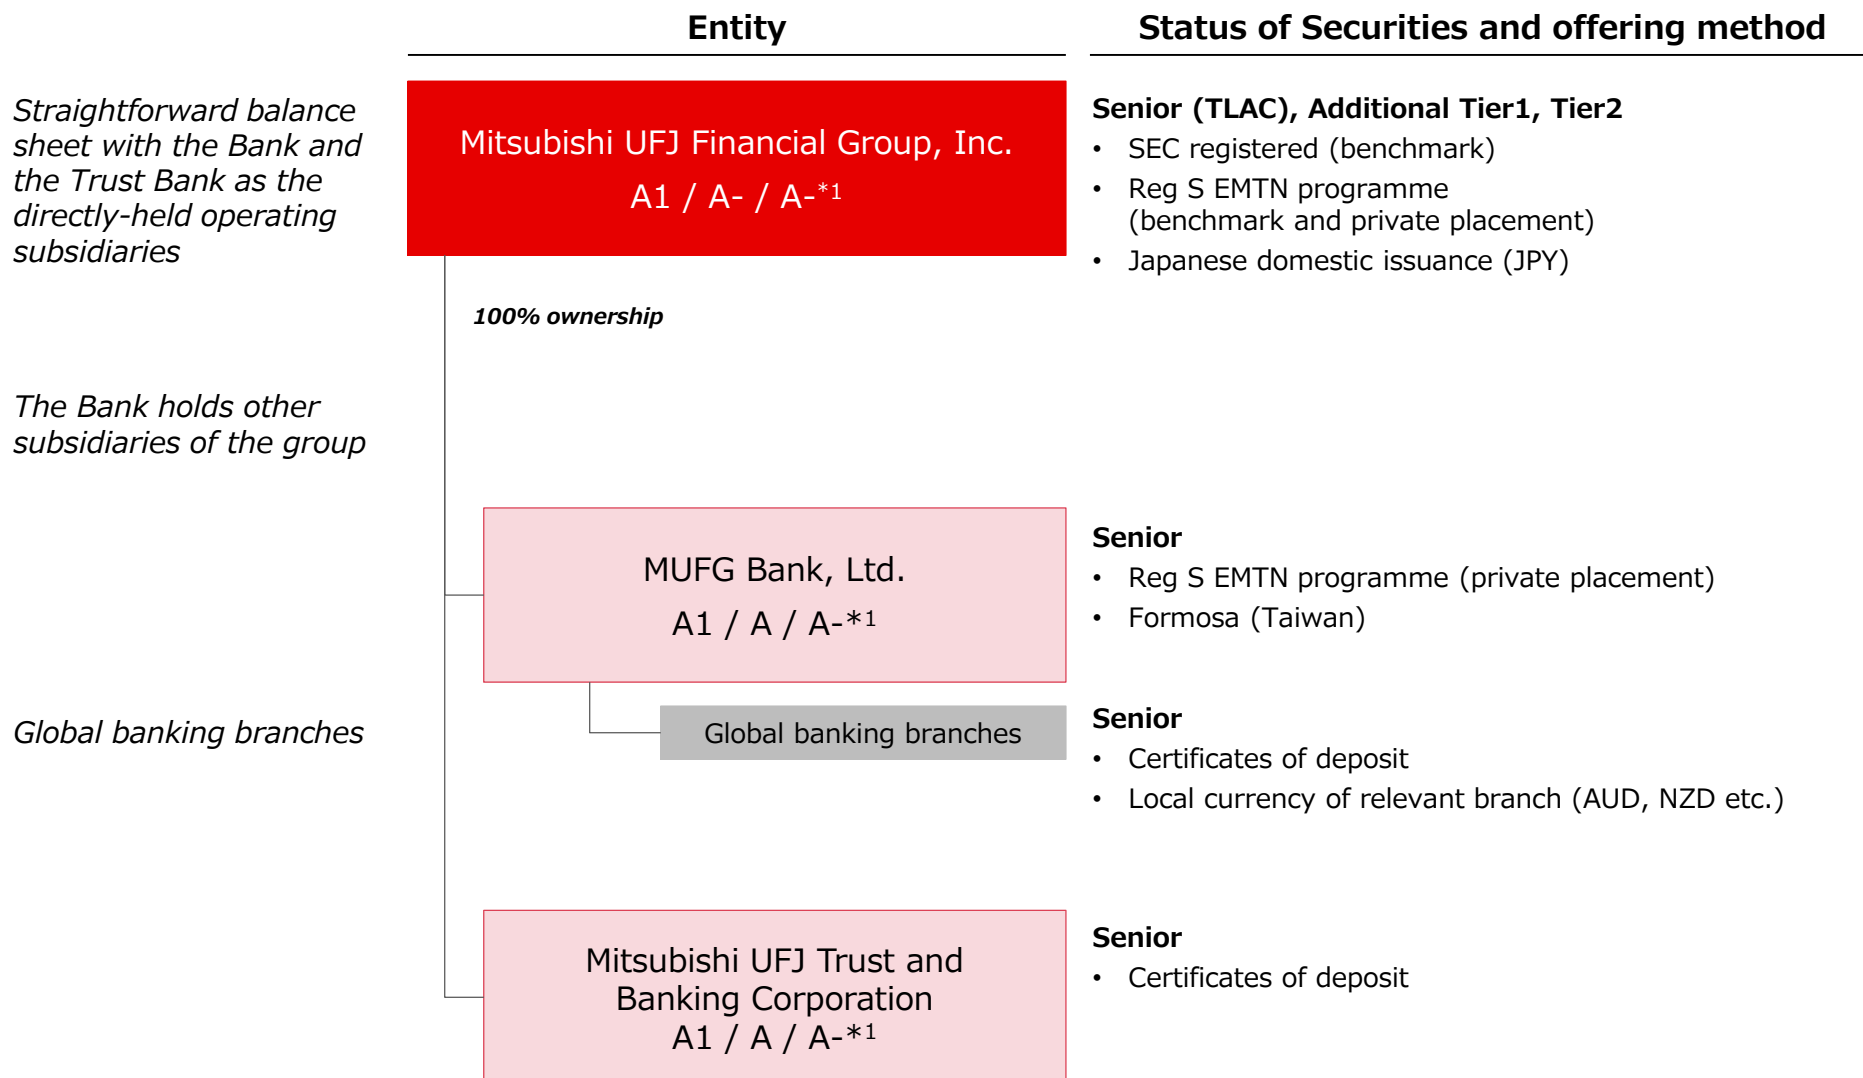 Entity
Status of Securities and offering method
Straightforward balance
sheet with the Bank and
the Trust Bank as the
directly-held operating
subsidiaries
Mitsubishi UFJ Financial Group, Inc.
A1 / A- / A-*1
Senior (TLAC), Additional Tier1, Tier2
• SEC registered (benchmark)
• Reg S EMTN programme
(benchmark and private placement)
• Japanese domestic issuance (JPY)
100% ownership
The Bank holds other
subsidiaries of the group
MUFG Bank, Ltd.
A1 / A / A-*1
Senior
• Reg S EMTN programme (private placement)
• Formosa (Taiwan)
Global banking branches
Global banking branches
Senior
• Certificates of deposit
• Local currency of relevant branch (AUD, NZD etc.)
Mitsubishi UFJ Trust and
Banking Corporation
A1 / A / A-*1
Senior
• Certificates of deposit